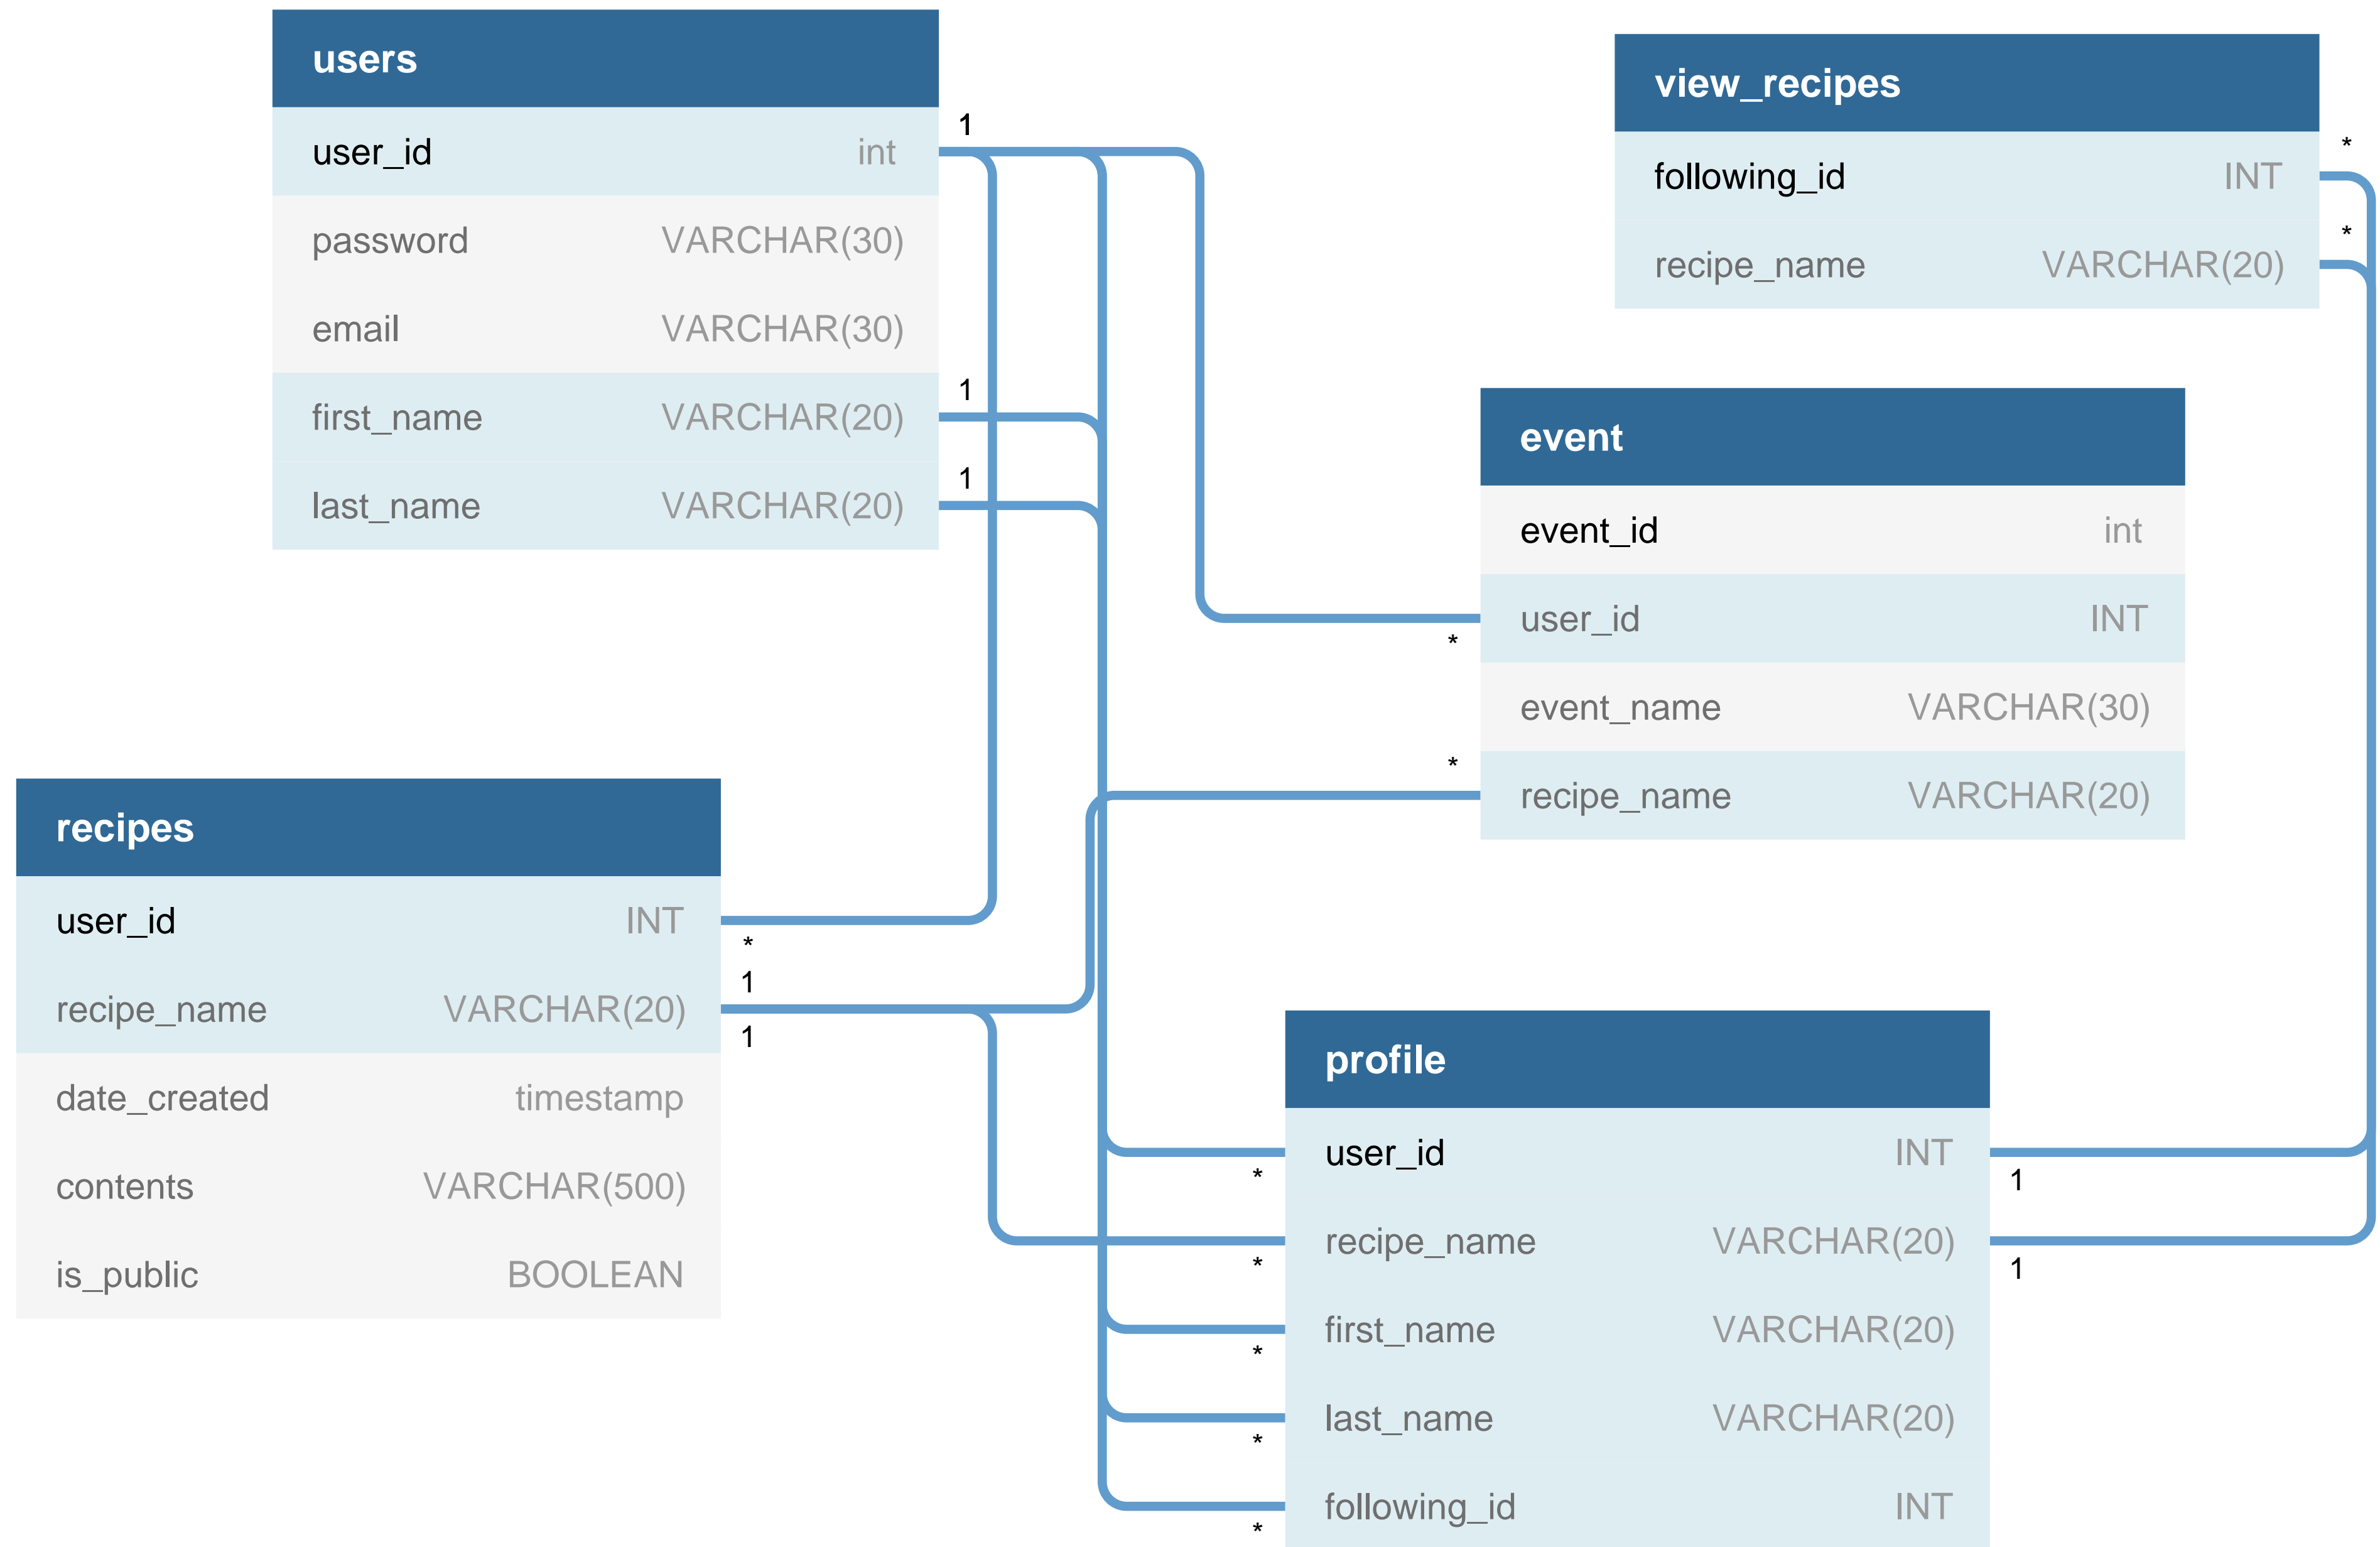 users
user_id int
password VARCHAR(30)
email VARCHAR(30)
first_name VARCHAR(20)
last_name VARCHAR(20)
1
1
1
view_recipes
following_id INT
recipe_name VARCHAR(20)
*
*
event
event_id int
user_id INT
event_name VARCHAR(30)
recipe_name VARCHAR(20)
*
*
recipes
user_id INT
recipe_name VARCHAR(20)
date_created timestamp
contents VARCHAR(500)
is_public BOOLEAN
*
1
1
profile
user_id INT
recipe_name VARCHAR(20)
first_name VARCHAR(20)
last_name VARCHAR(20)
following_id INT
*
*
*
*
*
1
1